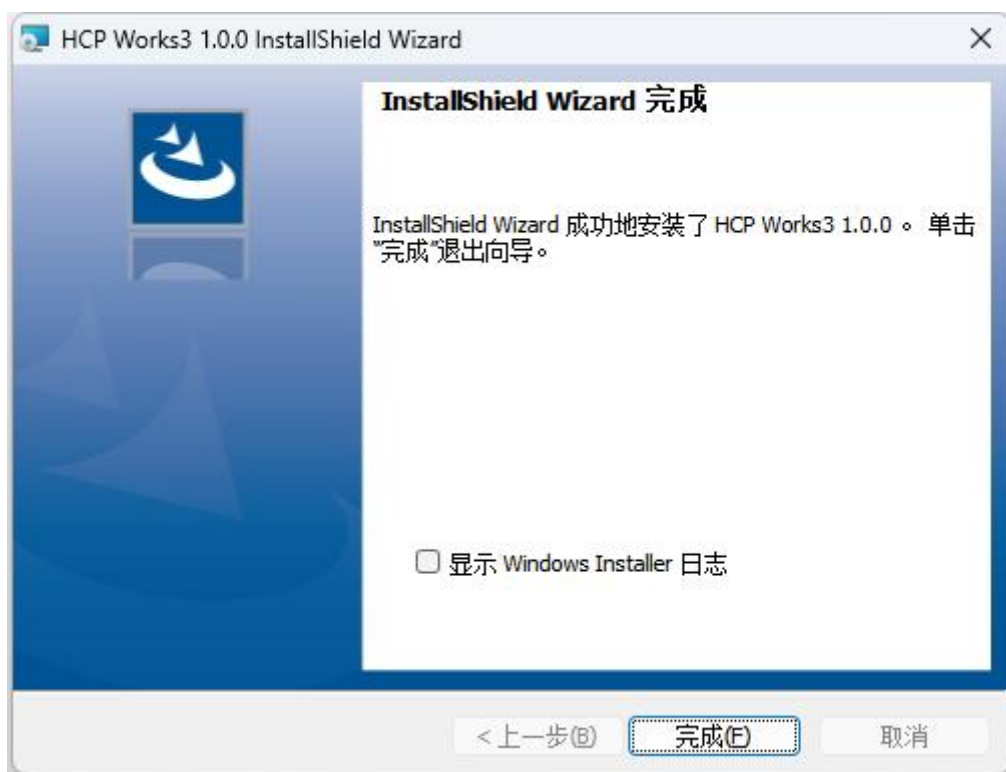 HCP Works3 1.0.0 InstallShield Wizard
InstallShield Wizard 完成
InstallShield Wizard 成功地安装了 HCP Works3 1.0.0 。 单击
"完成"退出向导。
显示 Windows Installer 日志
<上一步(B)
完成(F)
取消